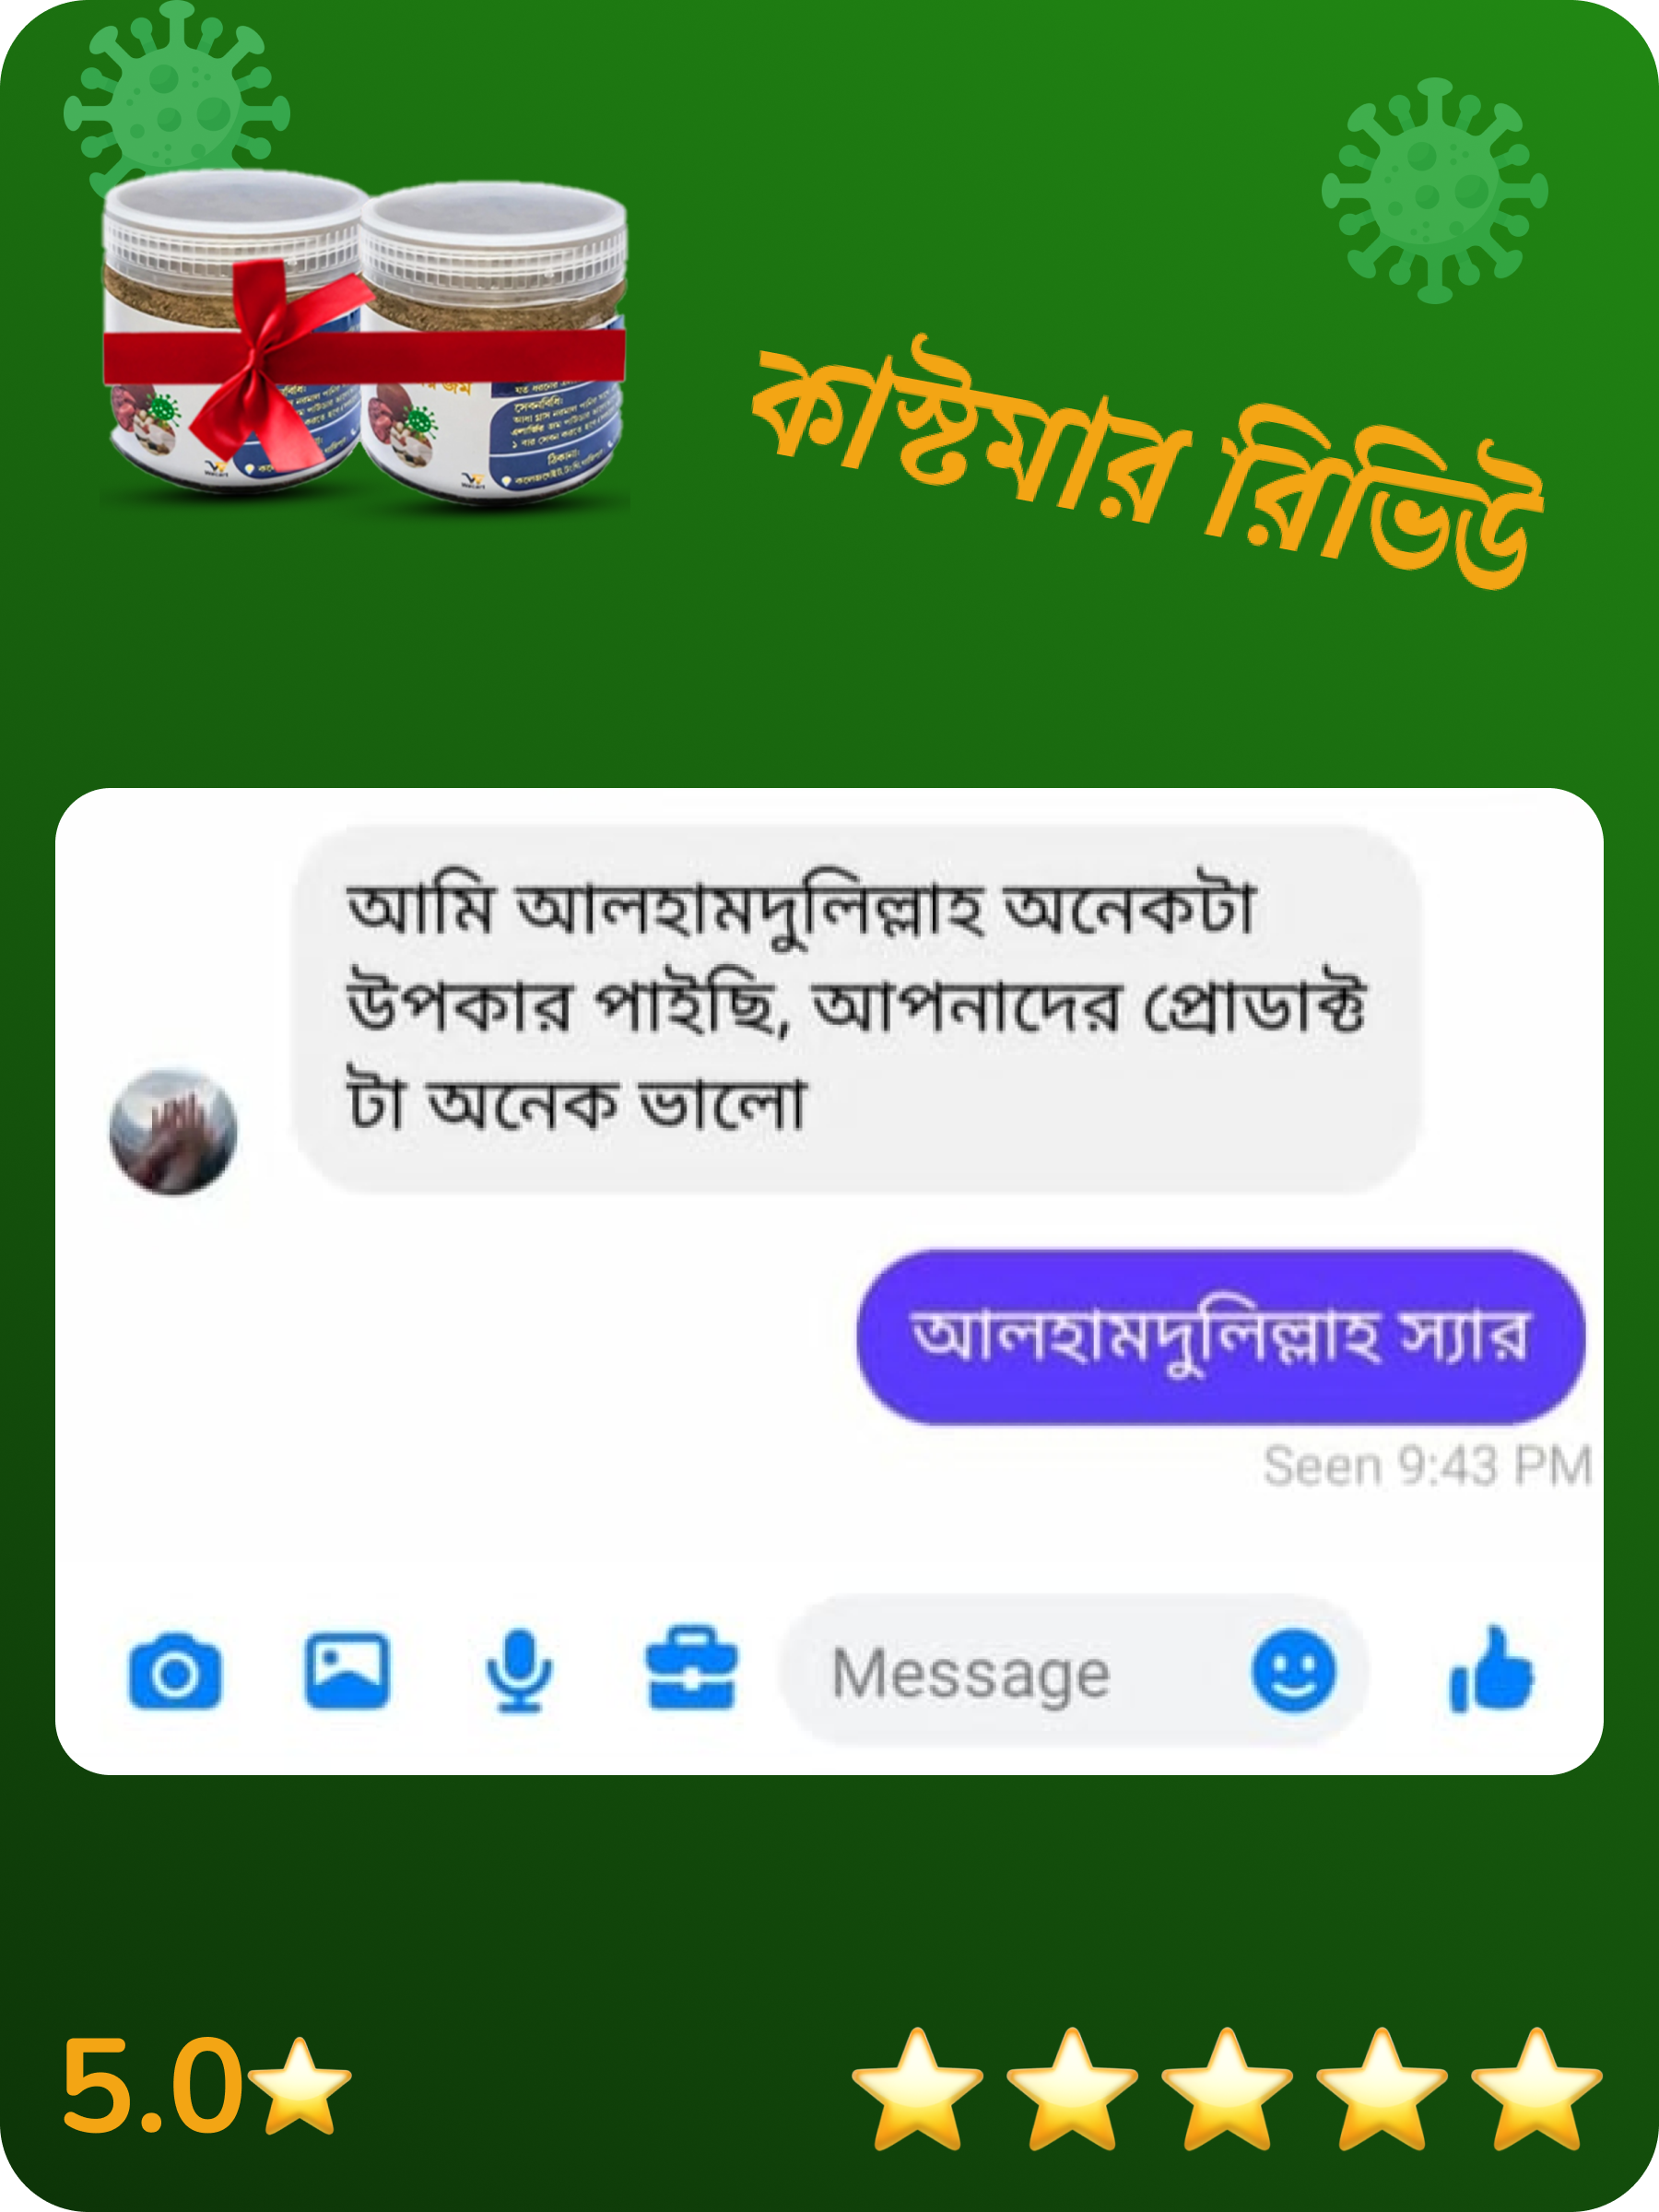 কাস্টমার রিভিউ
সেবনবিধি:
ঠিকানা:
আমি আলহামদুলিল্লাহ অনেকটা
উপকার পাইছি, আপনাদের প্রোডাক্ট
টা অনেক ভালো
আলহামদুলিল্লাহ স্যার
Seen 9:43 PM
Message
5.0